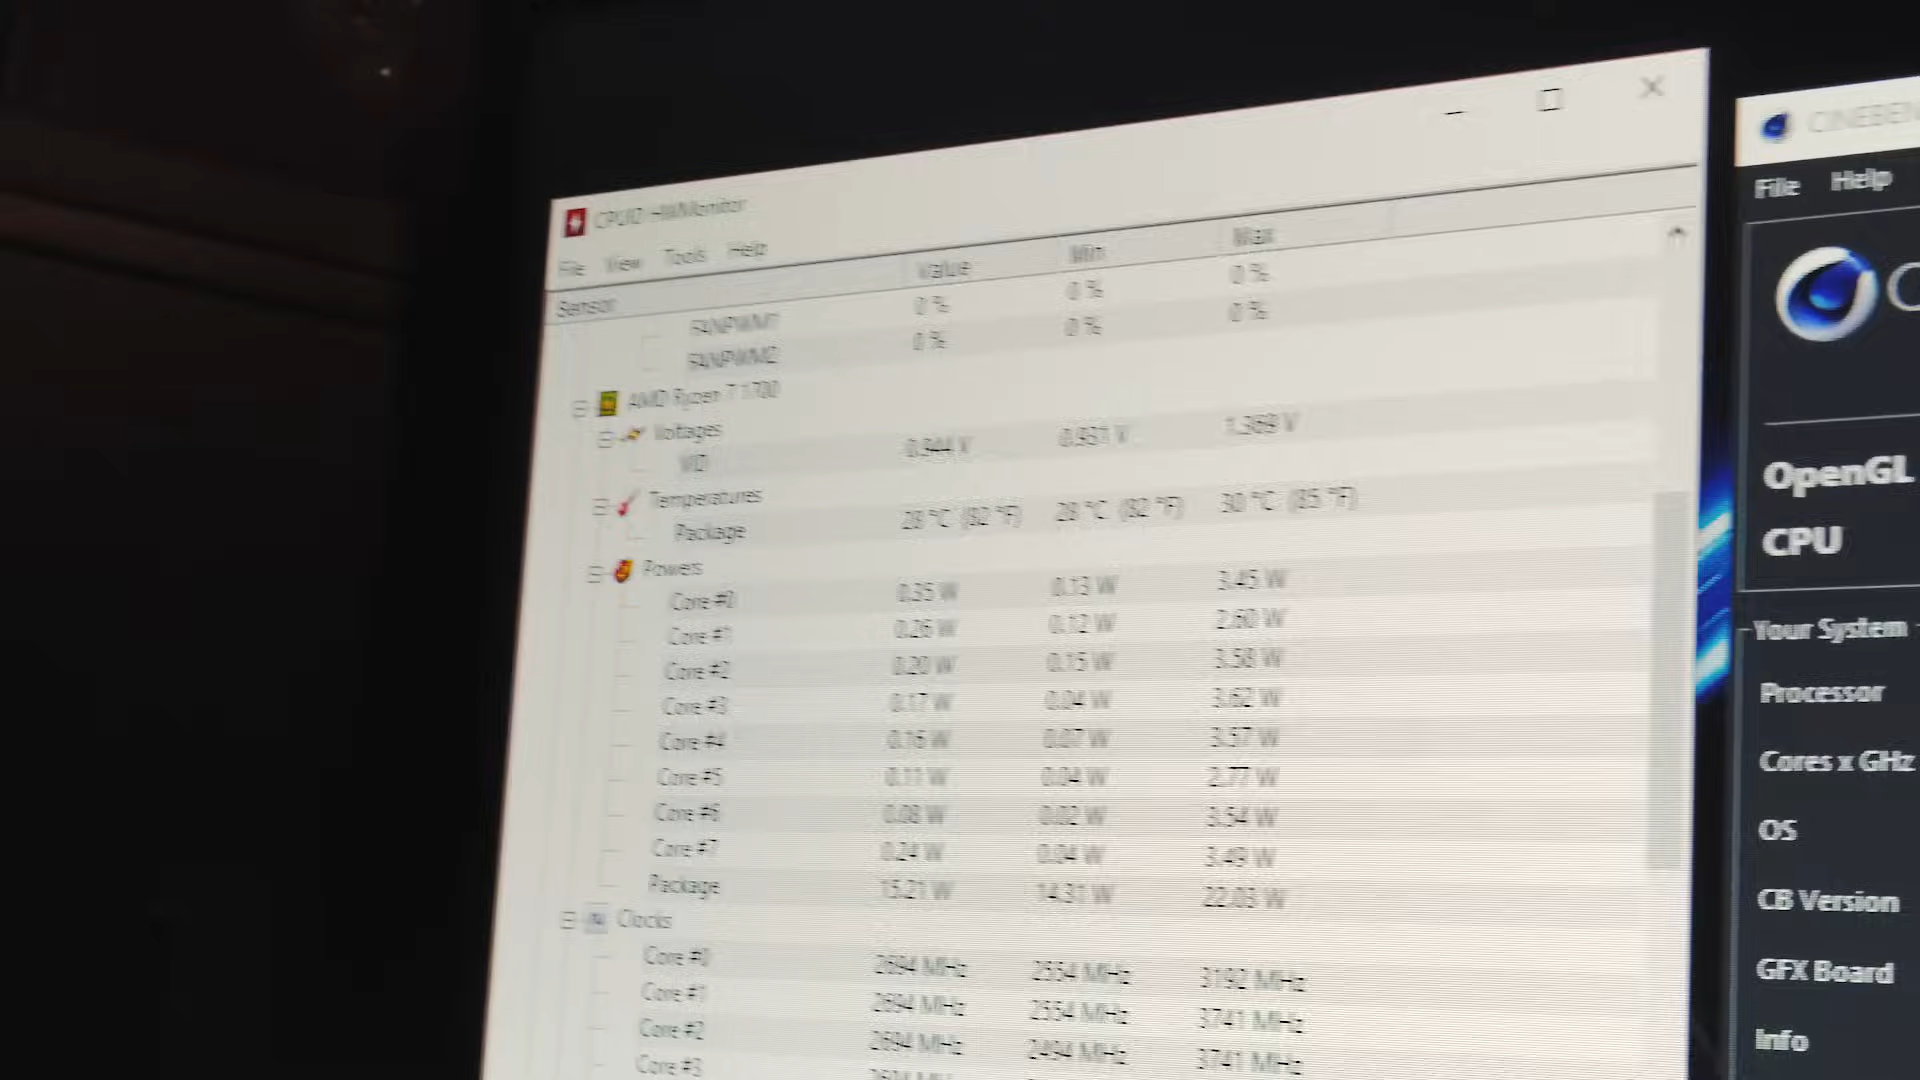 CPUID HWMonitor
File View Tools Help
Sensor Value Min Max
FANPWM1 0 % 0 % 0 %
FANPWM2 0 % 0 % 0 %
AMD Ryzen 7 1700
Voltages
VID 0.944 V 0.931 V 1.369 V
Temperatures
Package 28 °C (82 °F) 28 °C (82 °F) 30 °C (85 °F)
Powers
Core #0 0.35 W 0.13 W 3.45 W
Core #1 0.26 W 0.12 W 2.60 W
Core #2 0.20 W 0.15 W 3.58 W
Core #3 0.17 W 0.04 W 3.62 W
Core #4 0.16 W 0.07 W 3.57 W
Core #5 0.11 W 0.04 W 2.77 W
Core #6 0.08 W 0.02 W 3.54 W
Core #7 0.24 W 0.04 W 3.49 W
Package 15.21 W 14.31 W 22.03 W
Clocks
Core #0 2694 MHz 2554 MHz 3192 MHz
Core #1 2694 MHz 2554 MHz 3741 MHz
Core #2 2694 MHz 2494 MHz 3741 MHz
Core #3
CINEBEN
File Help
C
OpenGL
CPU
Your System
Processor
Cores x GHz
OS
CB Version
GFX Board
Info